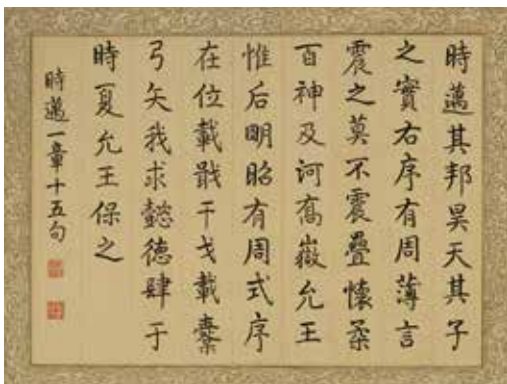 時邁其邦昊天其子
之實右序有周薄言
震之莫不震疊懷柔
百神及河喬嶽允王
惟后明昭有周式序
在位載戢干戈載櫜
弓矢我求懿德肆于
時夏允王保之
時邁一章十五句